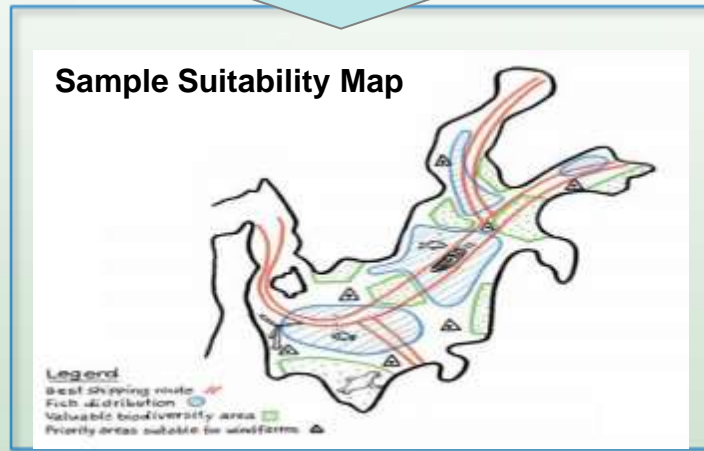 Sample Suitability Map
Legend
Best shipping route
Fish distribution
Valuable biodiversity area
Priority areas suitable for windfarms